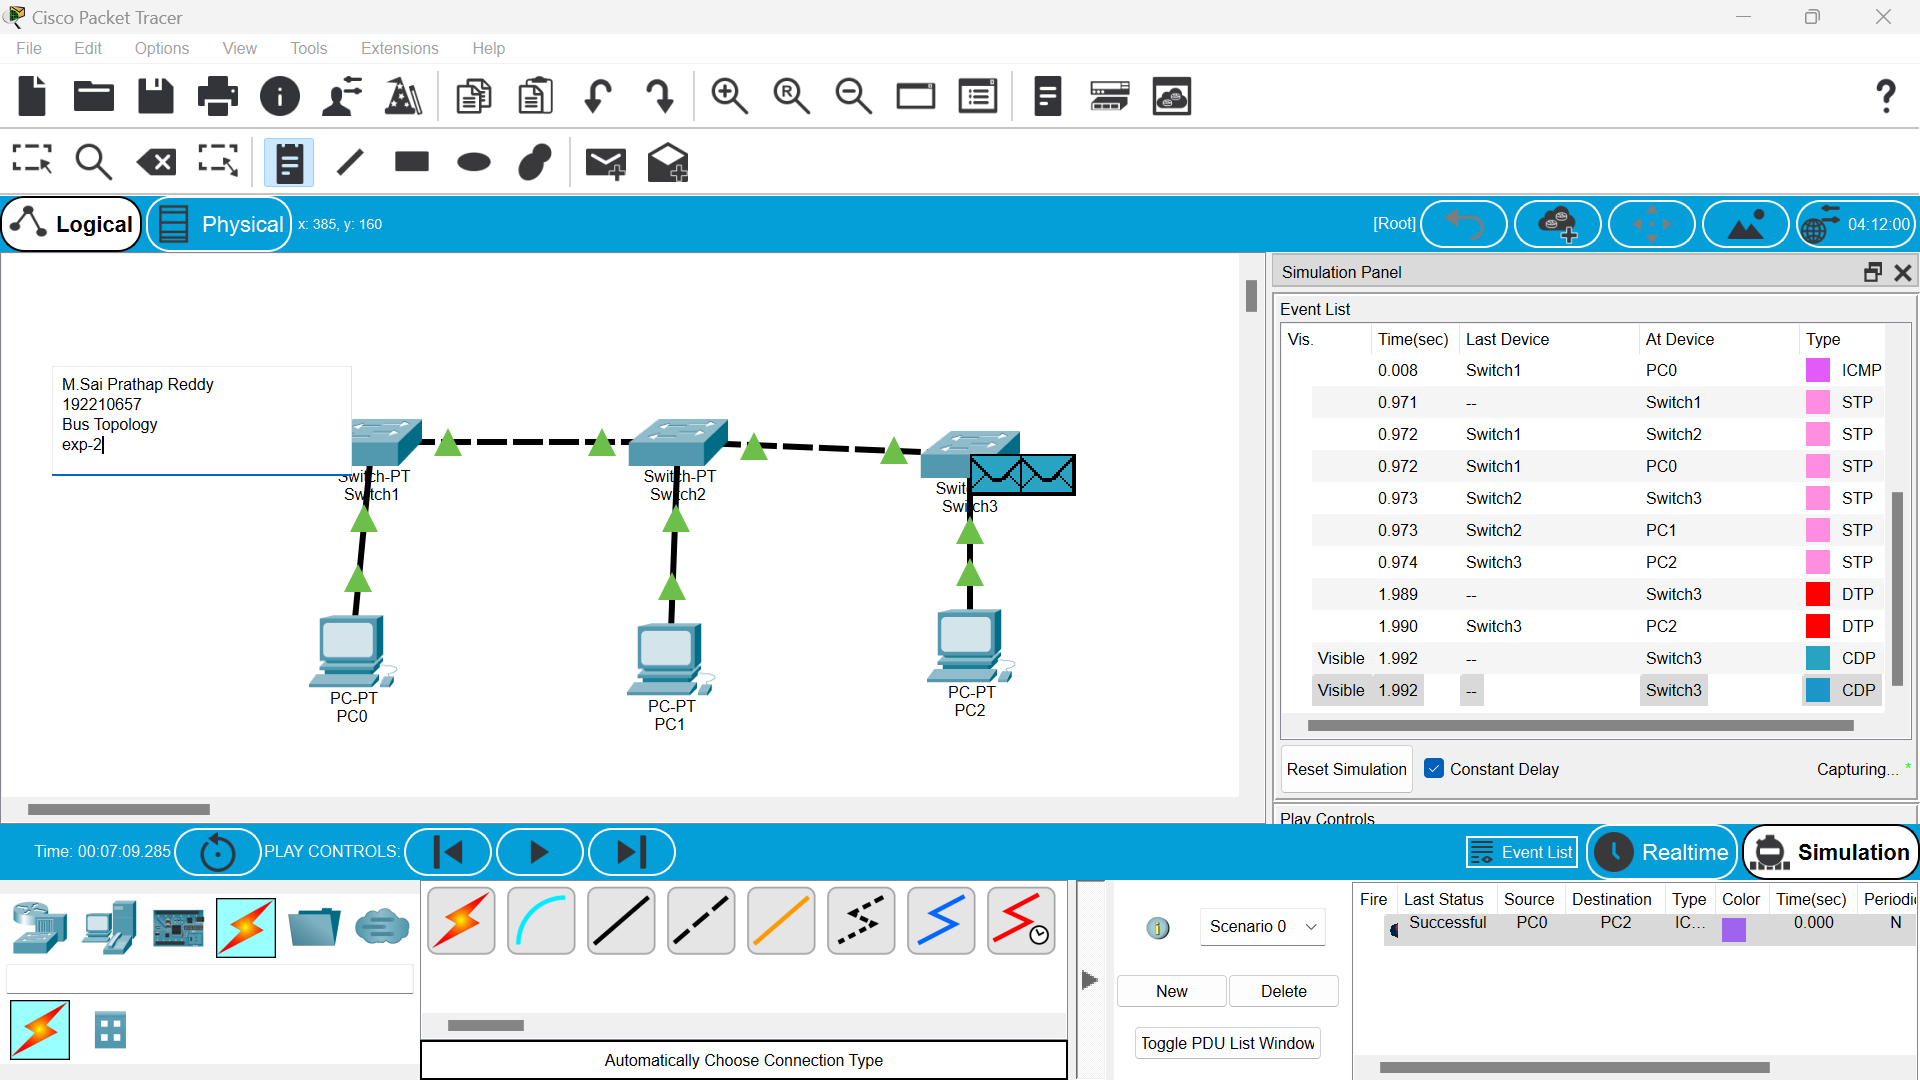 Cisco Packet Tracer
File Edit Options View Tools Extensions Help
Logical Physical x: 385, y: 160 [Root] 04:12:00
Simulation Panel
Event List
Vis. Time(sec) Last Device At Device Type
0.008 Switch1 PC0 ICMP
0.971 -- Switch1 STP
0.972 Switch1 Switch2 STP
0.972 Switch1 PC0 STP
0.973 Switch2 Switch3 STP
0.973 Switch2 PC1 STP
0.974 Switch3 PC2 STP
1.989 -- Switch3 DTP
1.990 Switch3 PC2 DTP
Visible 1.992 -- Switch3 CDP
Visible 1.992 -- Switch3 CDP
Reset Simulation Constant Delay Capturing... *
Play Controls
M.Sai Prathap Reddy
192210657
Bus Topology
exp-2
Switch-PT
Switch1
Switch-PT
Switch2
Switch3
PC-PT
PC0
PC-PT
PC1
PC-PT
PC2
Time: 00:07:09.285 PLAY CONTROLS: Event List Realtime Simulation
Scenario 0
New Delete
Toggle PDU List Window
Fire Last Status Source Destination Type Color Time(sec) Periodi
Successful PC0 PC2 IC... 0.000 N
Automatically Choose Connection Type